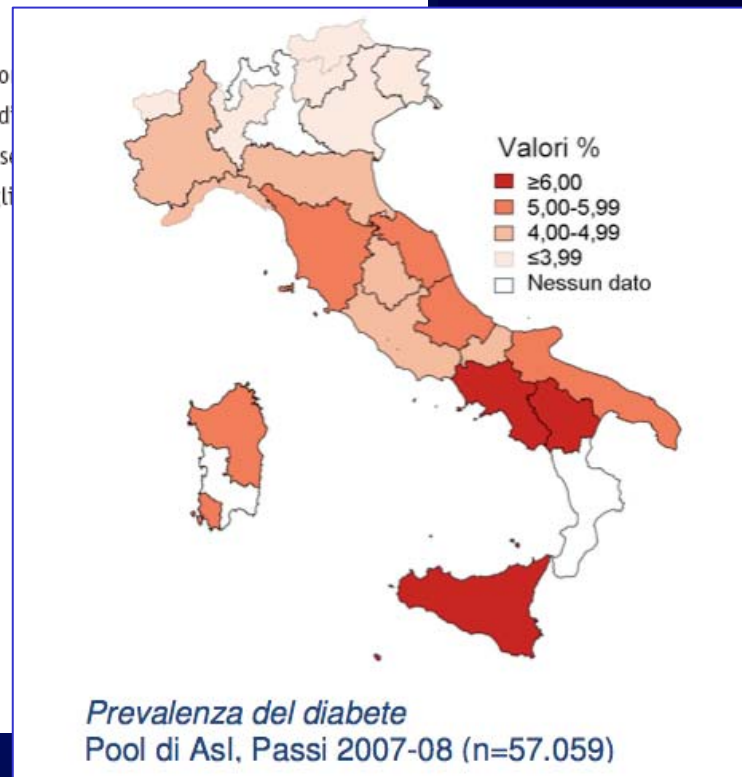 Valori %
≥6,00
5,00-5,99
4,00-4,99
≤3,99
Nessun dato
Prevalenza del diabete
Pool di Asl, Passi 2007-08 (n=57.059)